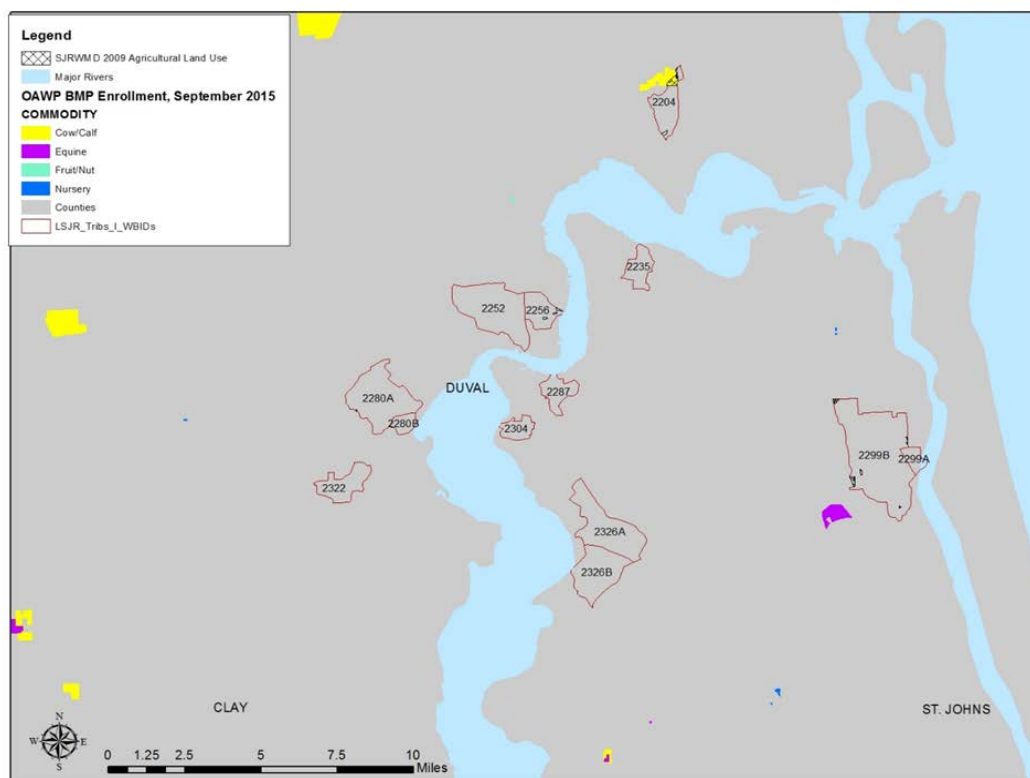 Legend
SJRWMD 2009 Agricultural Land Use
Major Rivers
OAWP BMP Enrollment, September 2015
COMMODITY
Cow/Calf
Equine
Fruit/Nut
Nursery
Counties
LSJR_Tribs_I_WBIDs
2204
2235
2252
2256
DUVAL
2280A
2287
2280B
2304
2299B
2299A
2322
2326A
2326B
CLAY
ST. JOHNS
N
W E
S
0 1.25 2.5 5 7.5 10
Miles